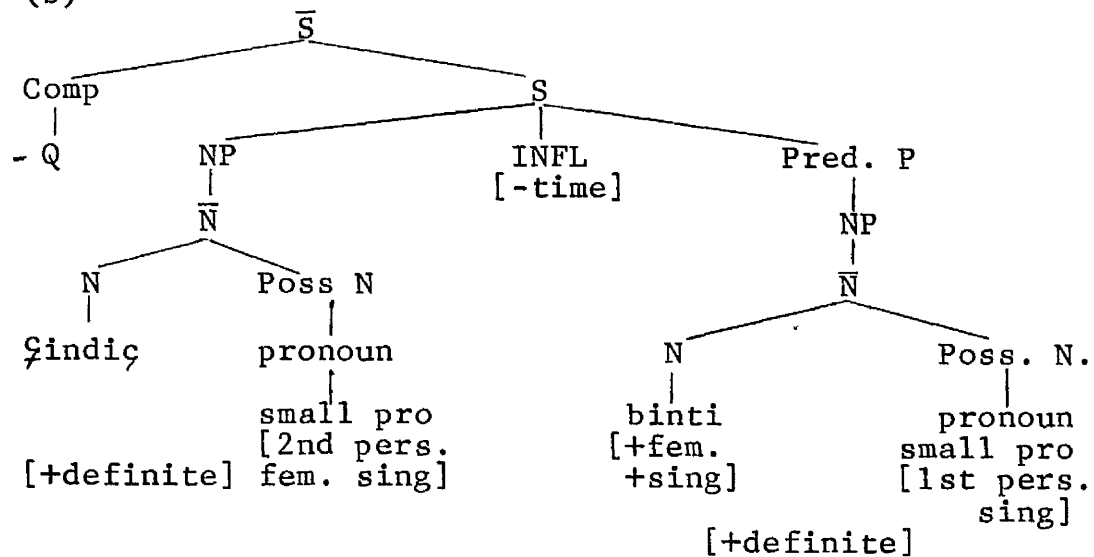 S̅
Comp S
- Q NP INFL Pred. P
[-time]
N̅ NP
N Poss N N̅
çindiç pronoun N Poss. N.
small pro binti pronoun
[2nd pers. [+fem. small pro
[+definite] fem. sing] +sing] [1st pers.
sing]
[+definite]